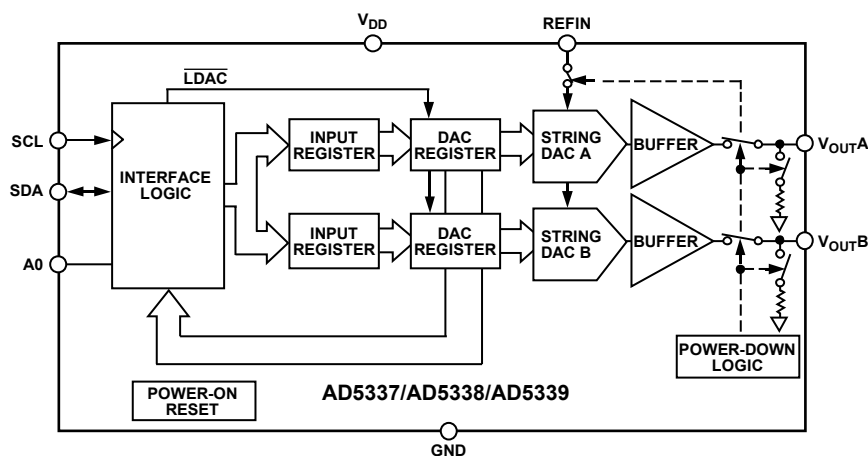 VDD
REFIN
LDAC
SCL
SDA
A0
INTERFACE
LOGIC
INPUT
REGISTER
DAC
REGISTER
STRING
DAC A
BUFFER
VOUTA
INPUT
REGISTER
DAC
REGISTER
STRING
DAC B
BUFFER
VOUTB
POWER-DOWN
LOGIC
POWER-ON
RESET
AD5337/AD5338/AD5339
GND